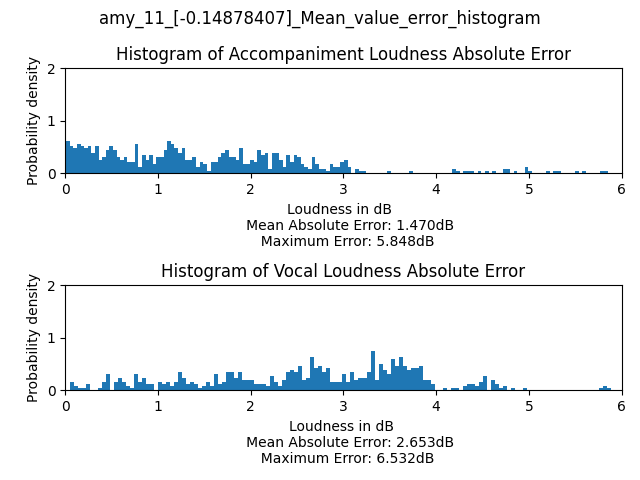 amy_11_[-0.14878407]_Mean_value_error_histogram
Histogram of Accompaniment Loudness Absolute Error
Probability density
2
1
0
0 1 2 3 4 5 6
Loudness in dB
Mean Absolute Error: 1.470dB
Maximum Error: 5.848dB
Histogram of Vocal Loudness Absolute Error
Probability density
2
1
0
0 1 2 3 4 5 6
Loudness in dB
Mean Absolute Error: 2.653dB
Maximum Error: 6.532dB